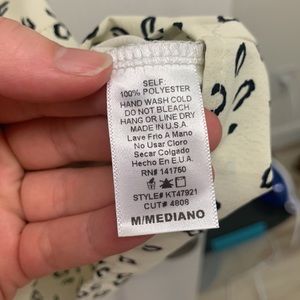 SELF:
100% POLYESTER
HAND WASH COLD
DO NOT BLEACH
HANG OR LINE DRY
MADE IN U.S.A.
Lave Frio A Mano
No Usar Cloro
Secar Colgado
Hecho En E.U.A.
RN# 141750
STYLE# KT47921
CUT# 4808
M/MEDIANO